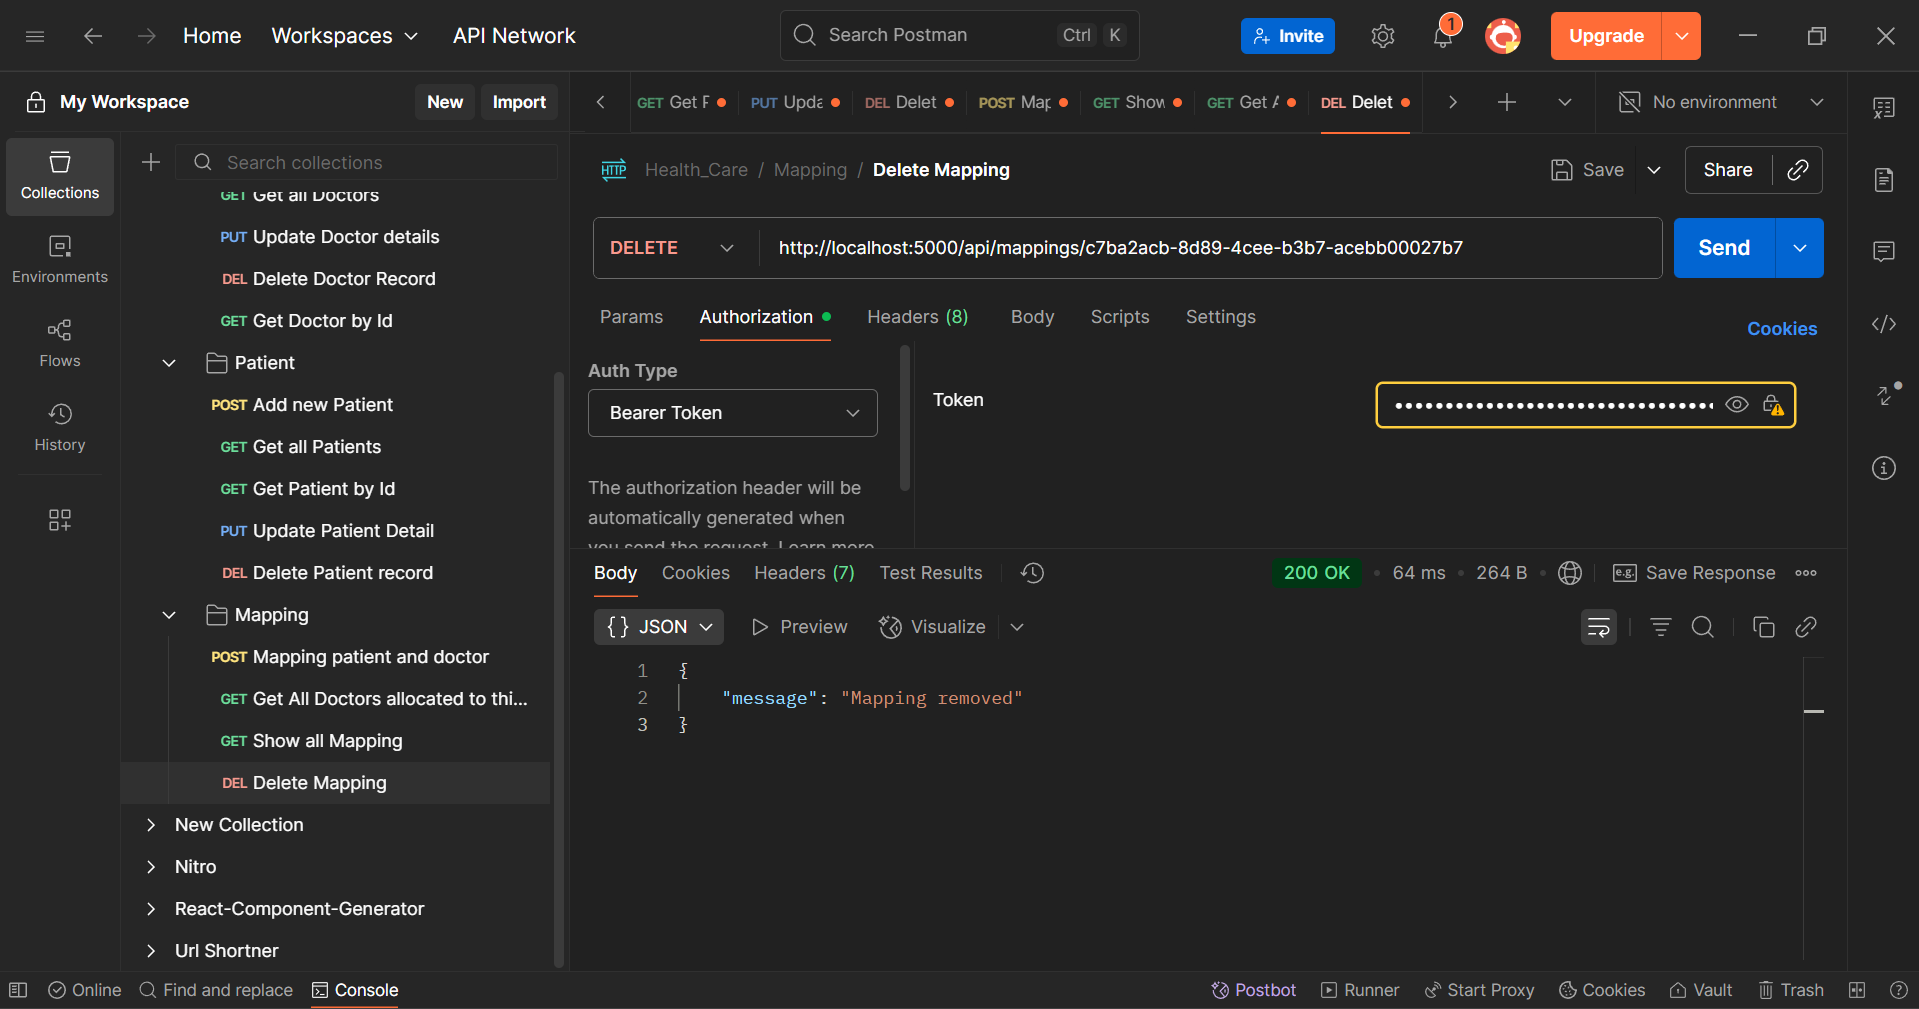 Home
Workspaces
API Network
Search Postman
Ctrl K
Invite
1
Upgrade
My Workspace
New
Import
GET Get F
PUT Upda
DEL Delet
POST Map
GET Show
GET Get A
DEL Delet
No environment
Collections
Environments
Flows
History
Search collections
GET Get all Doctors
PUT Update Doctor details
DEL Delete Doctor Record
GET Get Doctor by Id
Patient
POST Add new Patient
GET Get all Patients
GET Get Patient by Id
PUT Update Patient Detail
DEL Delete Patient record
Mapping
POST Mapping patient and doctor
GET Get All Doctors allocated to thi...
GET Show all Mapping
DEL Delete Mapping
New Collection
Nitro
React-Component-Generator
Url Shortner
HTTP
Health_Care / Mapping / Delete Mapping
Save
Share
DELETE
http://localhost:5000/api/mappings/c7ba2acb-8d89-4cee-b3b7-acebb00027b7
Send
Params
Authorization
Headers (8)
Body
Scripts
Settings
Cookies
Auth Type
Bearer Token
The authorization header will be
automatically generated when
you send the request. Learn more
Token
Body
Cookies
Headers (7)
Test Results
200 OK
64 ms
264 B
e.g.
Save Response
{} JSON
Preview
Visualize
1 {
2 "message": "Mapping removed"
3 }
Online
Find and replace
Console
Postbot
Runner
Start Proxy
Cookies
Vault
Trash